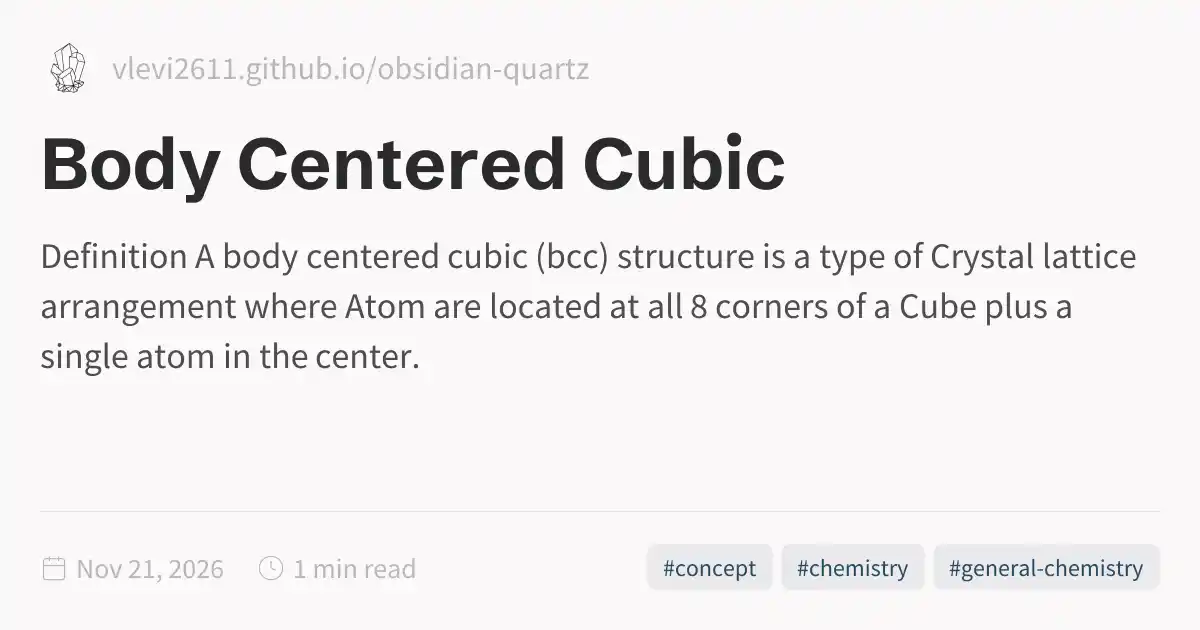 vlevi2611.github.io/obsidian-quartz
Body Centered Cubic
Definition A body centered cubic (bcc) structure is a type of Crystal lattice
arrangement where Atom are located at all 8 corners of a Cube plus a
single atom in the center.
Nov 21, 2026 1 min read #concept #chemistry #general-chemistry